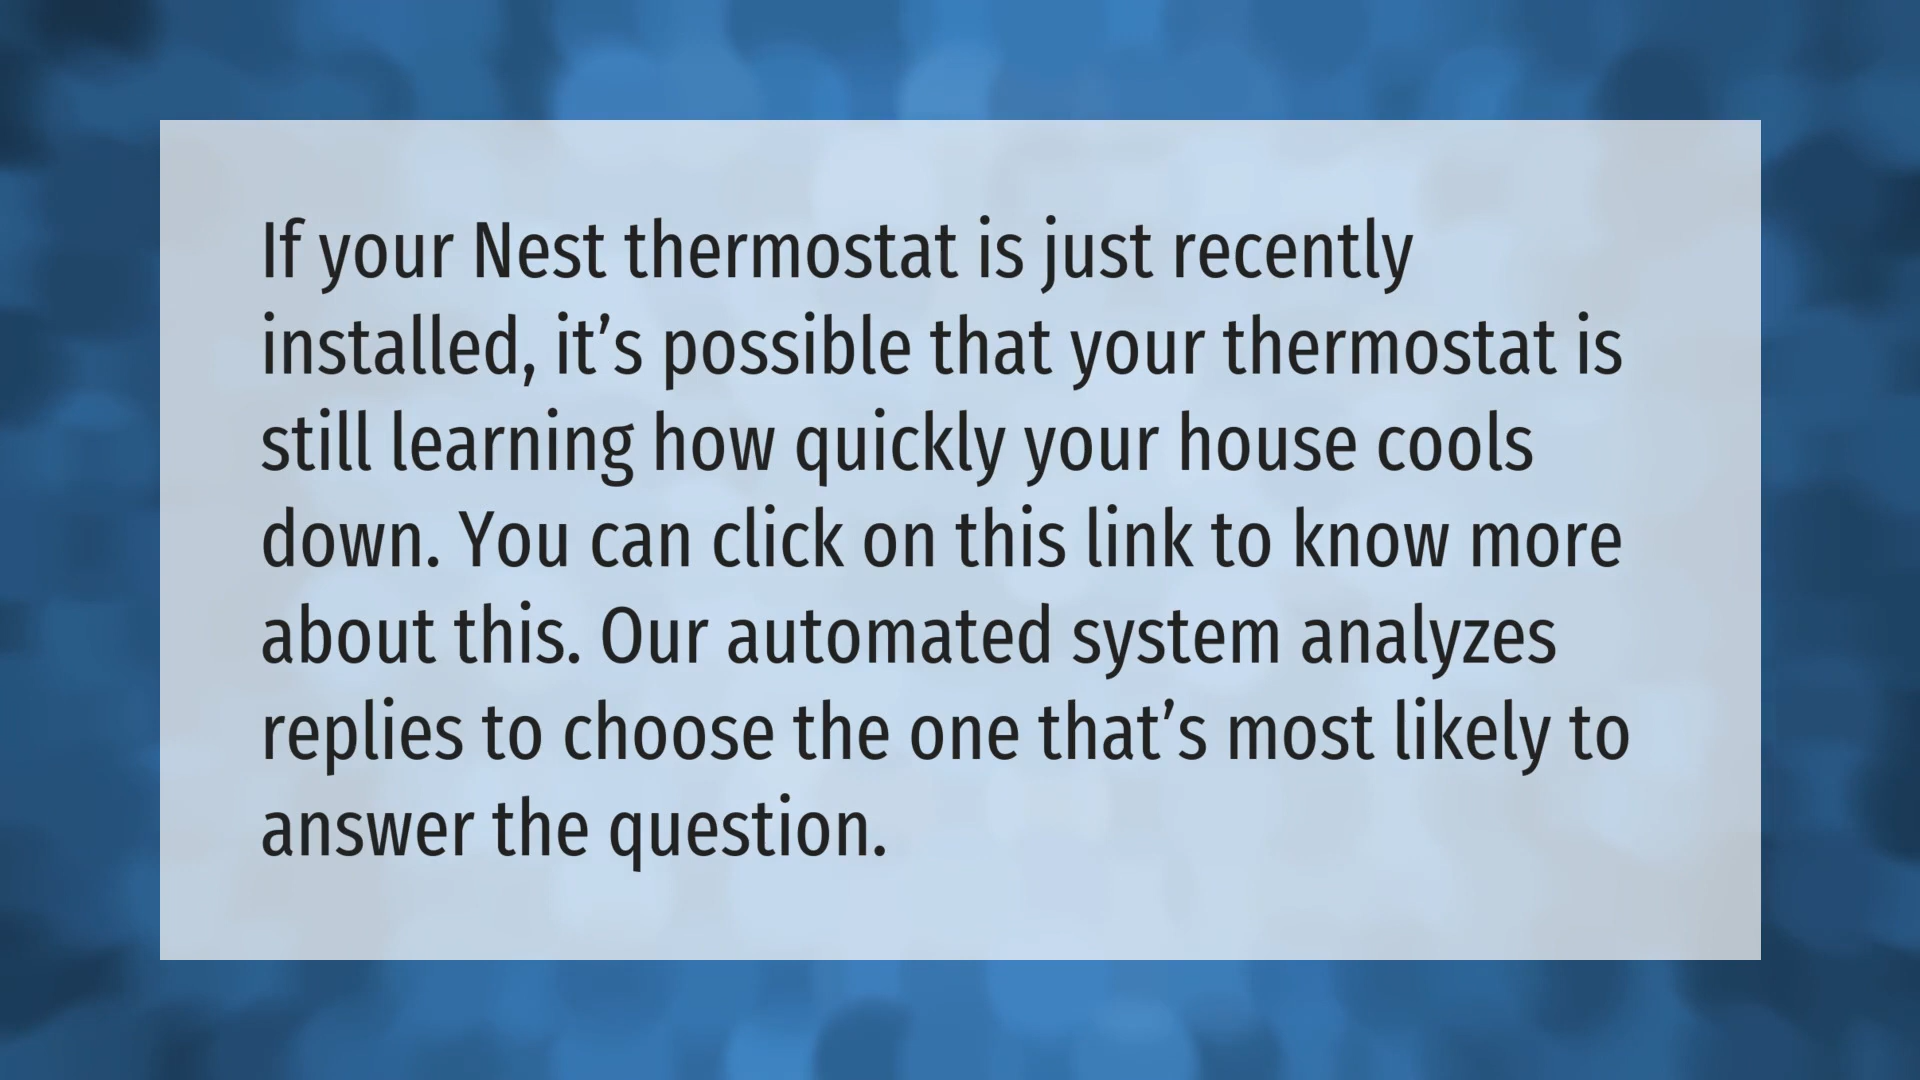 If your Nest thermostat is just recently
installed, it’s possible that your thermostat is
still learning how quickly your house cools
down. You can click on this link to know more
about this. Our automated system analyzes
replies to choose the one that’s most likely to
answer the question.